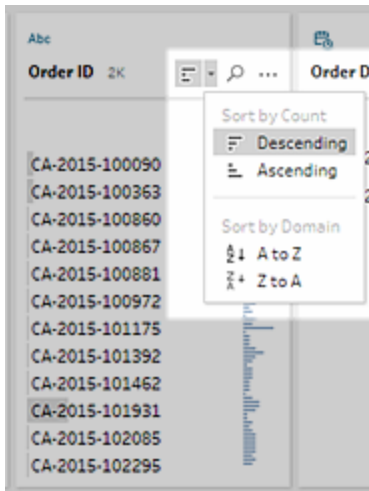 Abc
Order ID 2K
Order D
Sort by Count
Descending
Ascending
Sort by Domain
A to Z
Z to A
CA-2015-100090
CA-2015-100363
CA-2015-100860
CA-2015-100867
CA-2015-100881
CA-2015-100972
CA-2015-101175
CA-2015-101392
CA-2015-101462
CA-2015-101931
CA-2015-102085
CA-2015-102295